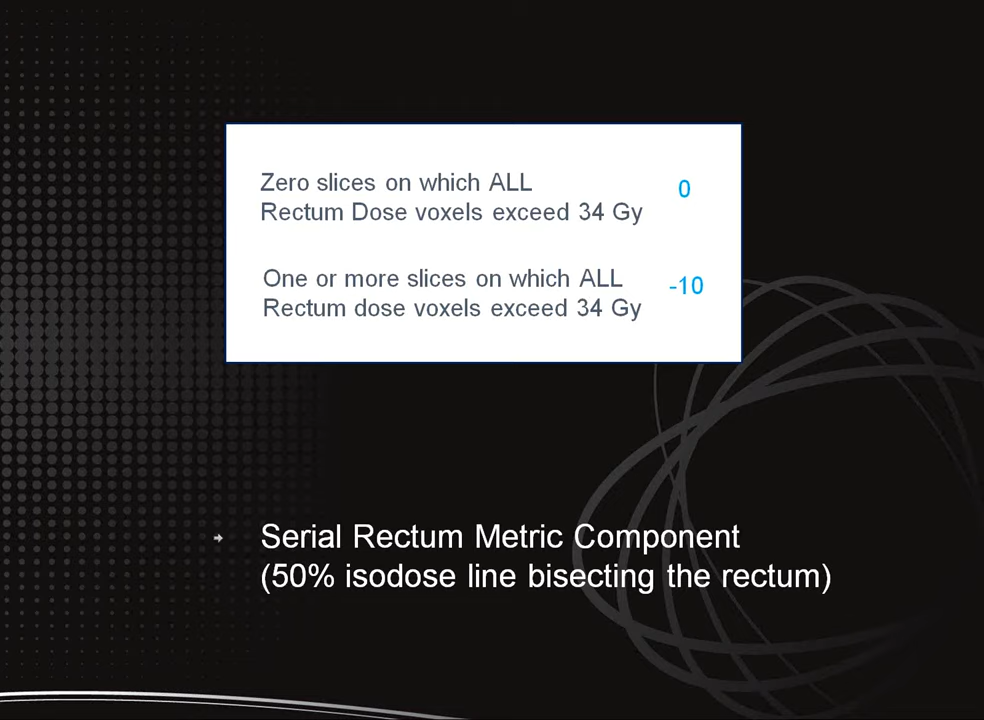 Zero slices on which ALL
Rectum Dose voxels exceed 34 Gy
0
One or more slices on which ALL
Rectum dose voxels exceed 34 Gy
-10
Serial Rectum Metric Component
(50% isodose line bisecting the rectum)